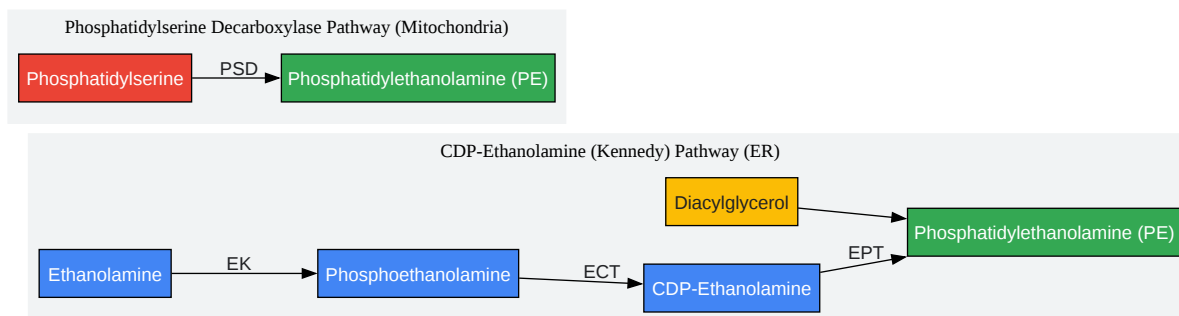 Phosphatidylserine Decarboxylase Pathway (Mitochondria)
Phosphatidylserine
PSD
Phosphatidylethanolamine (PE)
CDP-Ethanolamine (Kennedy) Pathway (ER)
Diacylglycerol
Phosphatidylethanolamine (PE)
Ethanolamine
EK
Phosphoethanolamine
ECT
CDP-Ethanolamine
EPT